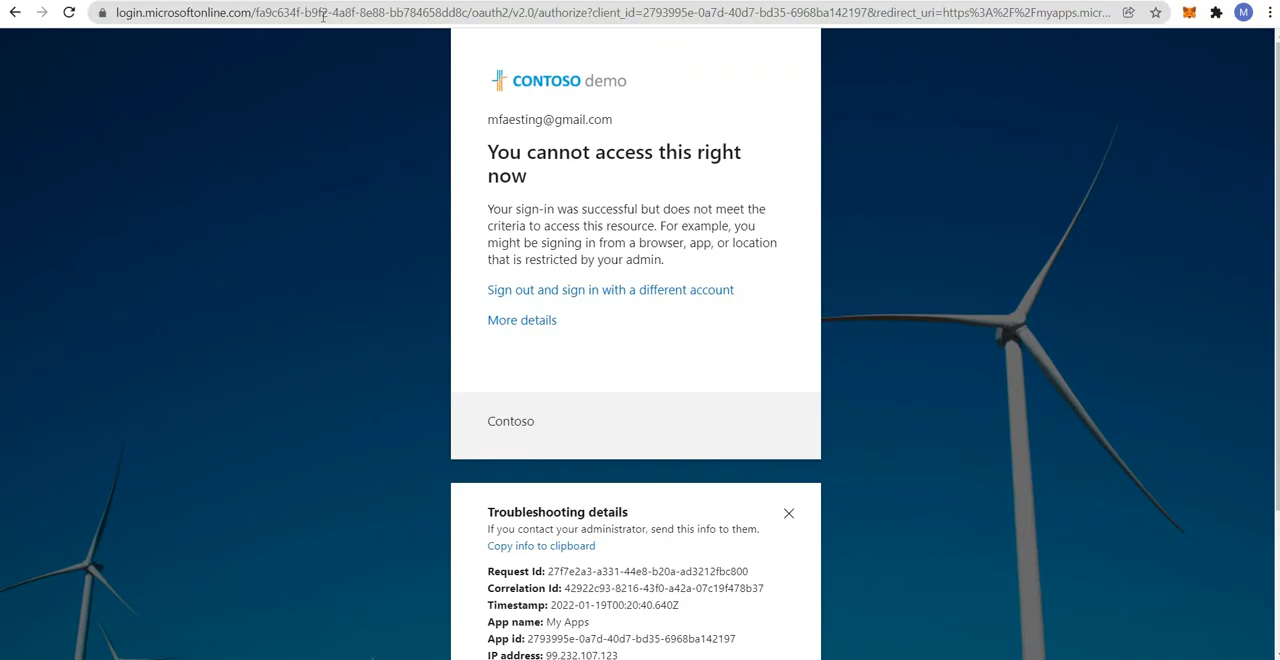 login.microsoftonline.com/fa9c634f-b9f2-4a8f-8e88-bb784658dd8c/oauth2/v2.0/authorize?client_id=2793995e-0a7d-40d7-bd35-6968ba142197&redirect_uri=https%3A%2F%2Fmyapps.micr...
M
CONTOSO demo
mfaesting@gmail.com
You cannot access this right
now
Your sign-in was successful but does not meet the
criteria to access this resource. For example, you
might be signing in from a browser, app, or location
that is restricted by your admin.
Sign out and sign in with a different account
More details
Contoso
Troubleshooting details
If you contact your administrator, send this info to them.
Copy info to clipboard
Request Id: 27f7e2a3-a331-44e8-b20a-ad3212fbc800
Correlation Id: 42922c93-8216-43f0-a42a-07c19f478b37
Timestamp: 2022-01-19T00:20:40.640Z
App name: My Apps
App id: 2793995e-0a7d-40d7-bd35-6968ba142197
IP address: 99.232.107.123